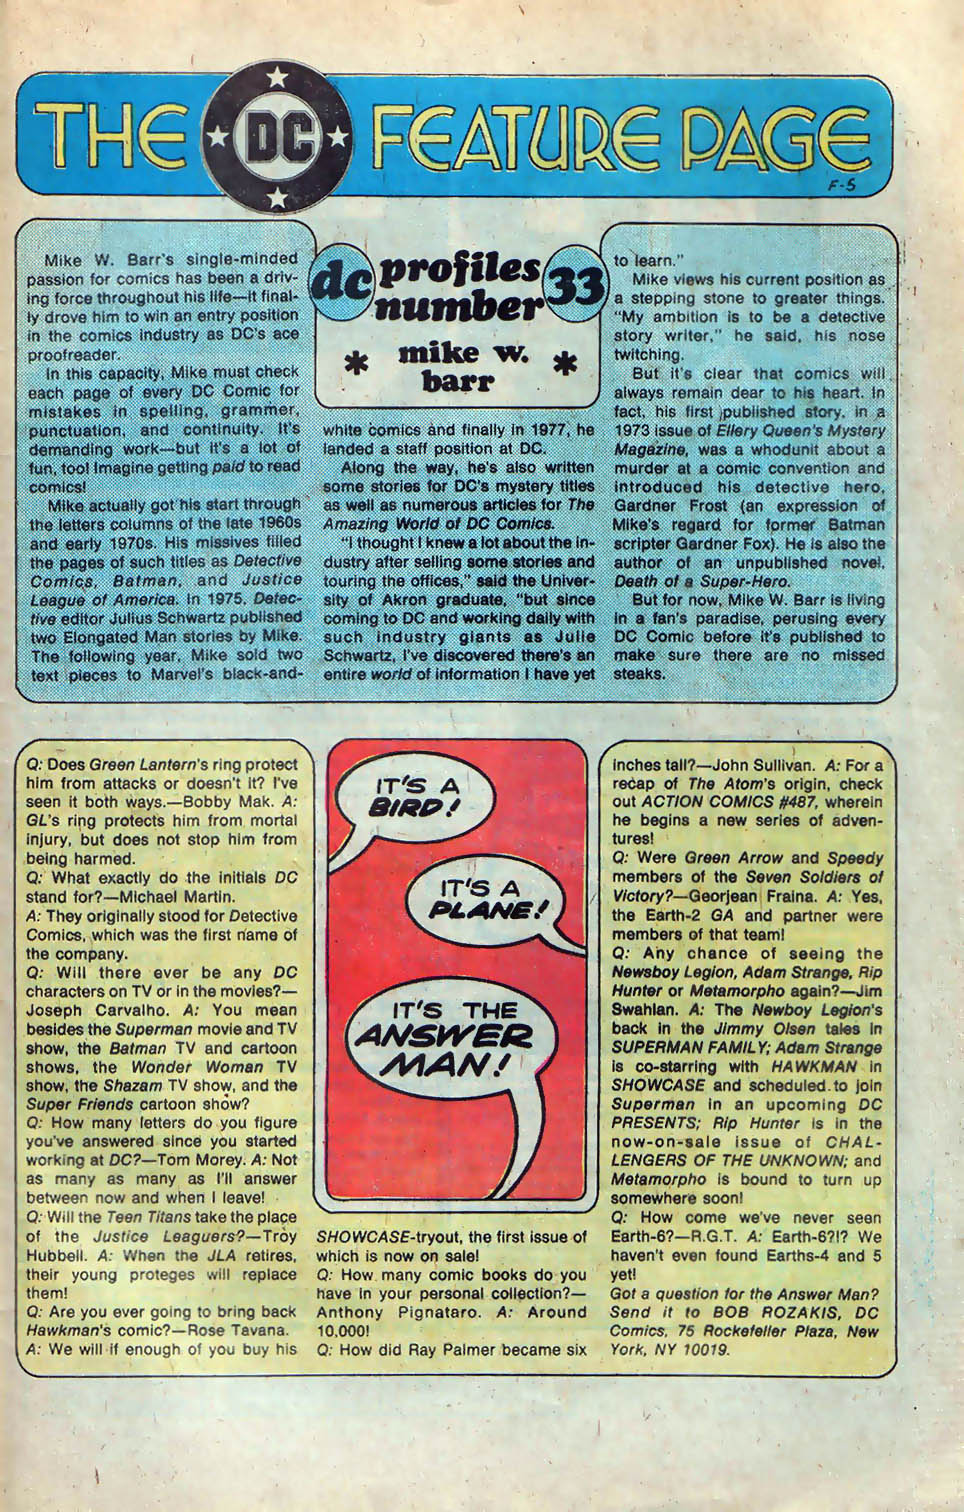 THE DC FEATURE PAGE
F-5
Mike W. Barr's single-minded
passion for comics has been a driv-
ing force throughout his life—it final-
ly drove him to win an entry position
in the comics industry as DC's ace
proofreader.
In this capacity, Mike must check
each page of every DC Comic for
mistakes in spelling, grammer,
punctuation, and continuity. It's
demanding work—but it's a lot of
fun, too! Imagine getting paid to read
comics!
Mike actually got his start through
the letters columns of the late 1960s
and early 1970s. His missives filled
the pages of such titles as Detective
Comics, Batman, and Justice
League of America. In 1975, Detec-
tive editor Julius Schwartz published
two Elongated Man stories by Mike.
The following year, Mike sold two
text pieces to Marvel's black-and-
dc profiles
number 33
* mike w. *
barr
white comics and finally in 1977, he
landed a staff position at DC.
Along the way, he's also written
some stories for DC's mystery titles
as well as numerous articles for The
Amazing World of DC Comics.
"I thought I knew a lot about the in-
dustry after selling some stories and
touring the offices," said the Univer-
sity of Akron graduate, "but since
coming to DC and working daily with
such industry giants as Julie
Schwartz, I've discovered there's an
entire world of information I have yet
to learn."
Mike views his current position as
a stepping stone to greater things.
"My ambition is to be a detective
story writer," he said, his nose
twitching.
But it's clear that comics will
always remain dear to his heart. In
fact, his first published story, in a
1973 issue of Ellery Queen's Mystery
Magazine, was a whodunit about a
murder at a comic convention and
introduced his detective hero,
Gardner Frost (an expression of
Mike's regard for former Batman
scripter Gardner Fox). He is also the
author of an unpublished novel,
Death of a Super-Hero.
But for now, Mike W. Barr is living
in a fan's paradise, perusing every
DC Comic before it's published to
make sure there are no missed
steaks.
Q: Does Green Lantern's ring protect
him from attacks or doesn't it? I've
seen it both ways.—Bobby Mak. A:
GL's ring protects him from mortal
injury, but does not stop him from
being harmed.
Q: What exactly do the initials DC
stand for?—Michael Martin.
A: They originally stood for Detective
Comics, which was the first name of
the company.
Q: Will there ever be any DC
characters on TV or in the movies?—
Joseph Carvalho. A: You mean
besides the Superman movie and TV
show, the Batman TV and cartoon
shows, the Wonder Woman TV
show, the Shazam TV show, and the
Super Friends cartoon show?
Q: How many letters do you figure
you've answered since you started
working at DC?—Tom Morey. A: Not
as many as many as I'll answer
between now and when I leave!
Q: Will the Teen Titans take the place
of the Justice Leaguers?—Troy
Hubbell. A: When the JLA retires,
their young proteges will replace
them!
Q: Are you ever going to bring back
Hawkman's comic?—Rose Tavana.
A: We will if enough of you buy his
IT'S A
BIRD!
IT'S A
PLANE!
IT'S THE
ANSWER
MAN!
SHOWCASE-tryout, the first issue of
which is now on sale!
Q: How many comic books do you
have in your personal collection?—
Anthony Pignataro. A: Around
10,000!
Q: How did Ray Palmer became six
inches tall?—John Sullivan. A: For a
recap of The Atom's origin, check
out ACTION COMICS #487, wherein
he begins a new series of adven-
tures!
Q: Were Green Arrow and Speedy
members of the Seven Soldiers of
Victory?—Georjean Fraina. A: Yes,
the Earth-2 GA and partner were
members of that team!
Q: Any chance of seeing the
Newsboy Legion, Adam Strange, Rip
Hunter or Metamorpho again?—Jim
Swahlan. A: The Newboy Legion's
back in the Jimmy Olsen tales in
SUPERMAN FAMILY; Adam Strange
is co-starring with HAWKMAN in
SHOWCASE and scheduled to join
Superman in an upcoming DC
PRESENTS; Rip Hunter is in the
now-on-sale issue of CHAL-
LENGERS OF THE UNKNOWN; and
Metamorpho is bound to turn up
somewhere soon!
Q: How come we've never seen
Earth-6?—R.G.T. A: Earth-6?!? We
haven't even found Earths-4 and 5
yet!
Got a question for the Answer Man?
Send it to BOB ROZAKIS, DC
Comics, 75 Rockefeller Plaza, New
York, NY 10019.